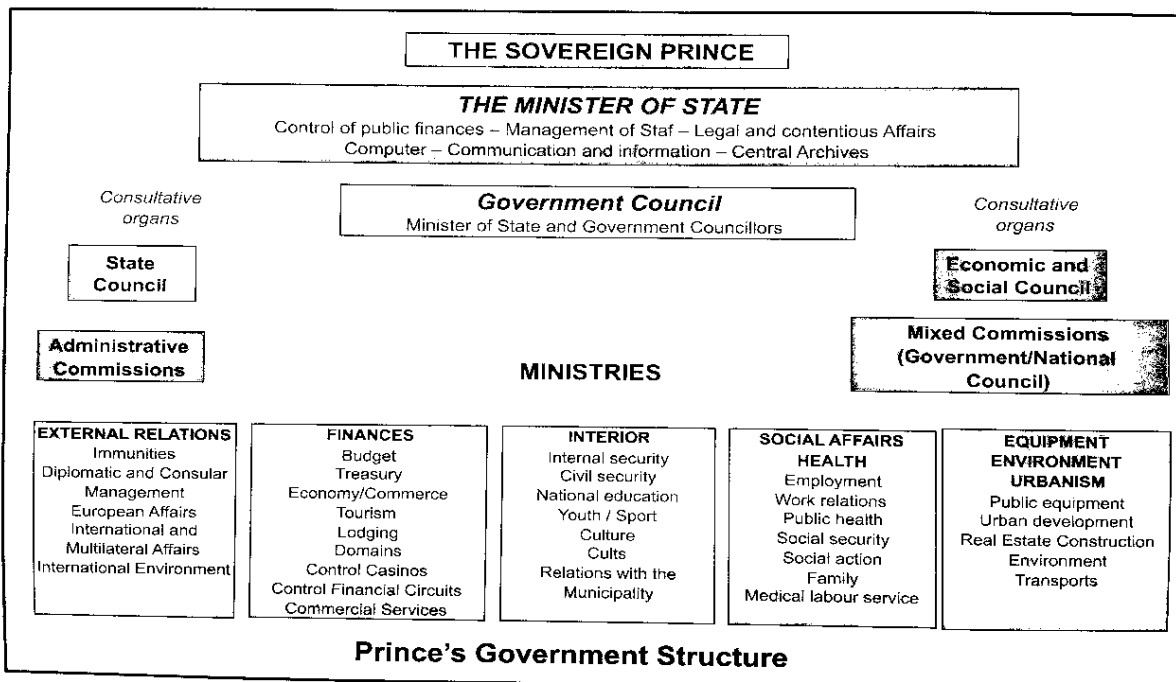 THE SOVEREIGN PRINCE
THE MINISTER OF STATE
Control of public finances – Management of Staf – Legal and contentious Affairs
Computer – Communication and information – Central Archives
Consultative
organs
Government Council
Minister of State and Government Councillors
Consultative
organs
State
Council
Economic and
Social Council
Administrative
Commissions
Mixed Commissions
(Government/National
Council)
MINISTRIES
EXTERNAL RELATIONS
Immunities
Diplomatic and Consular
Management
European Affairs
International and
Multilateral Affairs
International Environment
FINANCES
Budget
Treasury
Economy/Commerce
Tourism
Lodging
Domains
Control Casinos
Control Financial Circuits
Commercial Services
INTERIOR
Internal security
Civil security
National education
Youth / Sport
Culture
Cults
Relations with the
Municipality
SOCIAL AFFAIRS
HEALTH
Employment
Work relations
Public health
Social security
Social action
Family
Medical labour service
EQUIPMENT
ENVIRONMENT
URBANISM
Public equipment
Urban development
Real Estate Construction
Environment
Transports
Prince's Government Structure